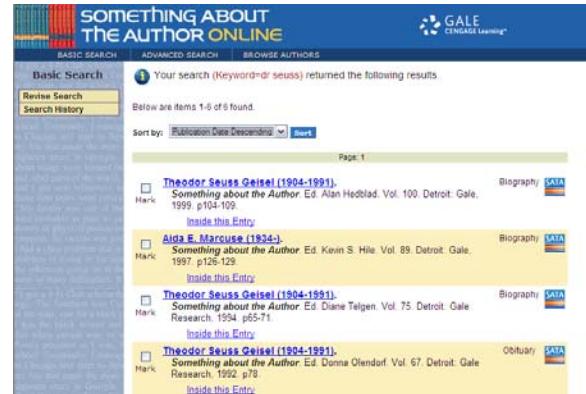 SOMETHING ABOUT
THE AUTHOR ONLINE
GALE
CENGAGE Learning
BASIC SEARCH ADVANCED SEARCH BROWSE AUTHORS
Basic Search
Revise Search
Search History
Your search (Keyword=dr seuss) returned the following results.
Below are items 1-6 of 6 found.
Sort by: Publication Date Descending Sort
Page: 1
Theodor Seuss Geisel (1904-1991). Biography SATA
Mark Something about the Author. Ed. Alan Hedblad. Vol. 100. Detroit: Gale,
1999. p104-109.
Inside this Entry
Aida E. Marcuse (1934-). Biography SATA
Mark Something about the Author. Ed. Kevin S. Hile. Vol. 89. Detroit: Gale,
1997. p126-129.
Inside this Entry
Theodor Seuss Geisel (1904-1991). Biography SATA
Mark Something about the Author. Ed. Diane Telgen. Vol. 75. Detroit: Gale
Research, 1994. p65-71.
Inside this Entry
Theodor Seuss Geisel (1904-1991). Obituary SATA
Mark Something about the Author. Ed. Donna Olendorf. Vol. 67. Detroit: Gale
Research, 1992. p78.
Inside this Entry